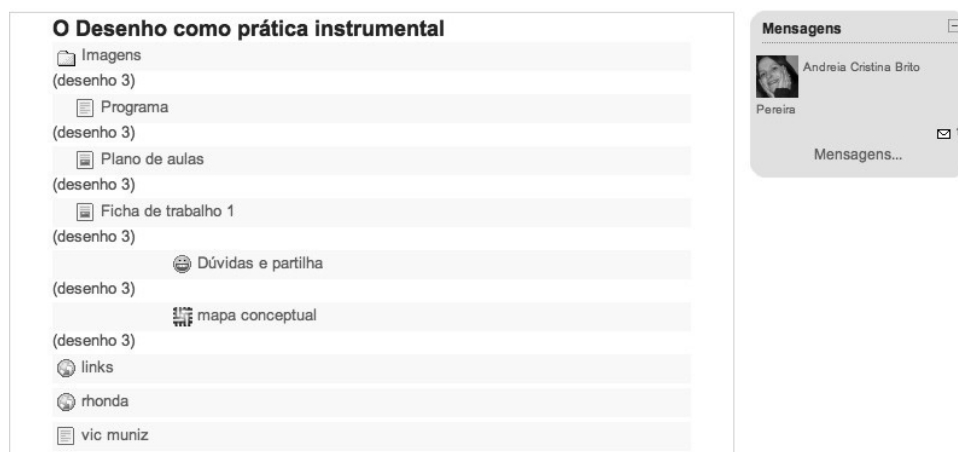 O Desenho como prática instrumental
Imagens
(desenho 3)
Programa
(desenho 3)
Plano de aulas
(desenho 3)
Ficha de trabalho 1
(desenho 3)
Dúvidas e partilha
(desenho 3)
mapa conceptual
(desenho 3)
links
rhonda
vic muniz
Mensagens
Andreia Cristina Brito
Pereira
Mensagens...